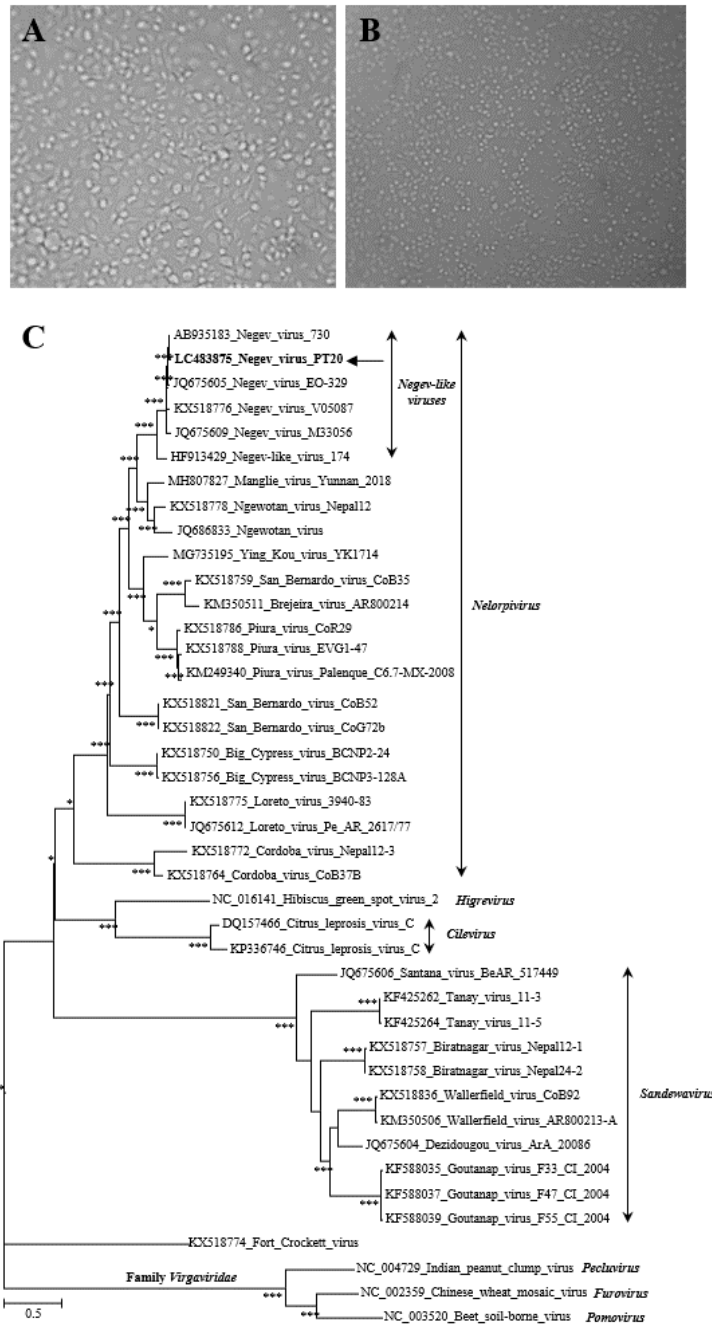 A
B
C
AB935183_Negev_virus_730
LC483875_Negev_virus_PT20
JQ675605_Negev_virus_EO-329
Negev-like
viruses
KX518776_Negev_virus_V05087
JQ675609_Negev_virus_M33056
HF913429_Negev-like_virus_174
MH807827_Manglie_virus_Yunnan_2018
KX518778_Ngewotan_virus_Nepal12
JQ686833_Ngewotan_virus
MG735195_Ying_Kou_virus_YK1714
KX518759_San_Bernardo_virus_CoB35
KM350511_Brejeira_virus_AR800214
Nelorpivirus
KX518786_Piura_virus_CoR29
KX518788_Piura_virus_EVG1-47
KM249340_Piura_virus_Palenque_C6.7-MX-2008
KX518821_San_Bernardo_virus_CoB52
KX518822_San_Bernardo_virus_CoG72b
KX518750_Big_Cypress_virus_BCNP2-24
KX518756_Big_Cypress_virus_BCNP3-128A
KX518775_Loreto_virus_3940-83
JQ675612_Loreto_virus_Pe_AR_2617/77
KX518772_Cordoba_virus_Nepal12-3
KX518764_Cordoba_virus_CoB37B
NC_016141_Hibiscus_green_spot_virus_2 Higrevirus
DQ157466_Citrus_leprosis_virus_C
Cilevirus
KP336746_Citrus_leprosis_virus_C
JQ675606_Santana_virus_BeAR_517449
KF425262_Tanay_virus_11-3
KF425264_Tanay_virus_11-5
KX518757_Biratnagar_virus_Nepal12-1
KX518758_Biratnagar_virus_Nepal24-2
KX518836_Wallerfield_virus_CoB92
Sandewavirus
KM350506_Wallerfield_virus_AR800213-A
JQ675604_Dezidougou_virus_ArA_20086
KF588035_Goutanap_virus_F33_CI_2004
KF588037_Goutanap_virus_F47_CI_2004
KF588039_Goutanap_virus_F55_CI_2004
KX518774_Fort_Crockett_virus
Family Virgaviridae
NC_004729_Indian_peanut_clump_virus Pecluvirus
NC_002359_Chinese_wheat_mosaic_virus Furovirus
NC_003520_Beet_soil-borne_virus Pomovirus
0.5